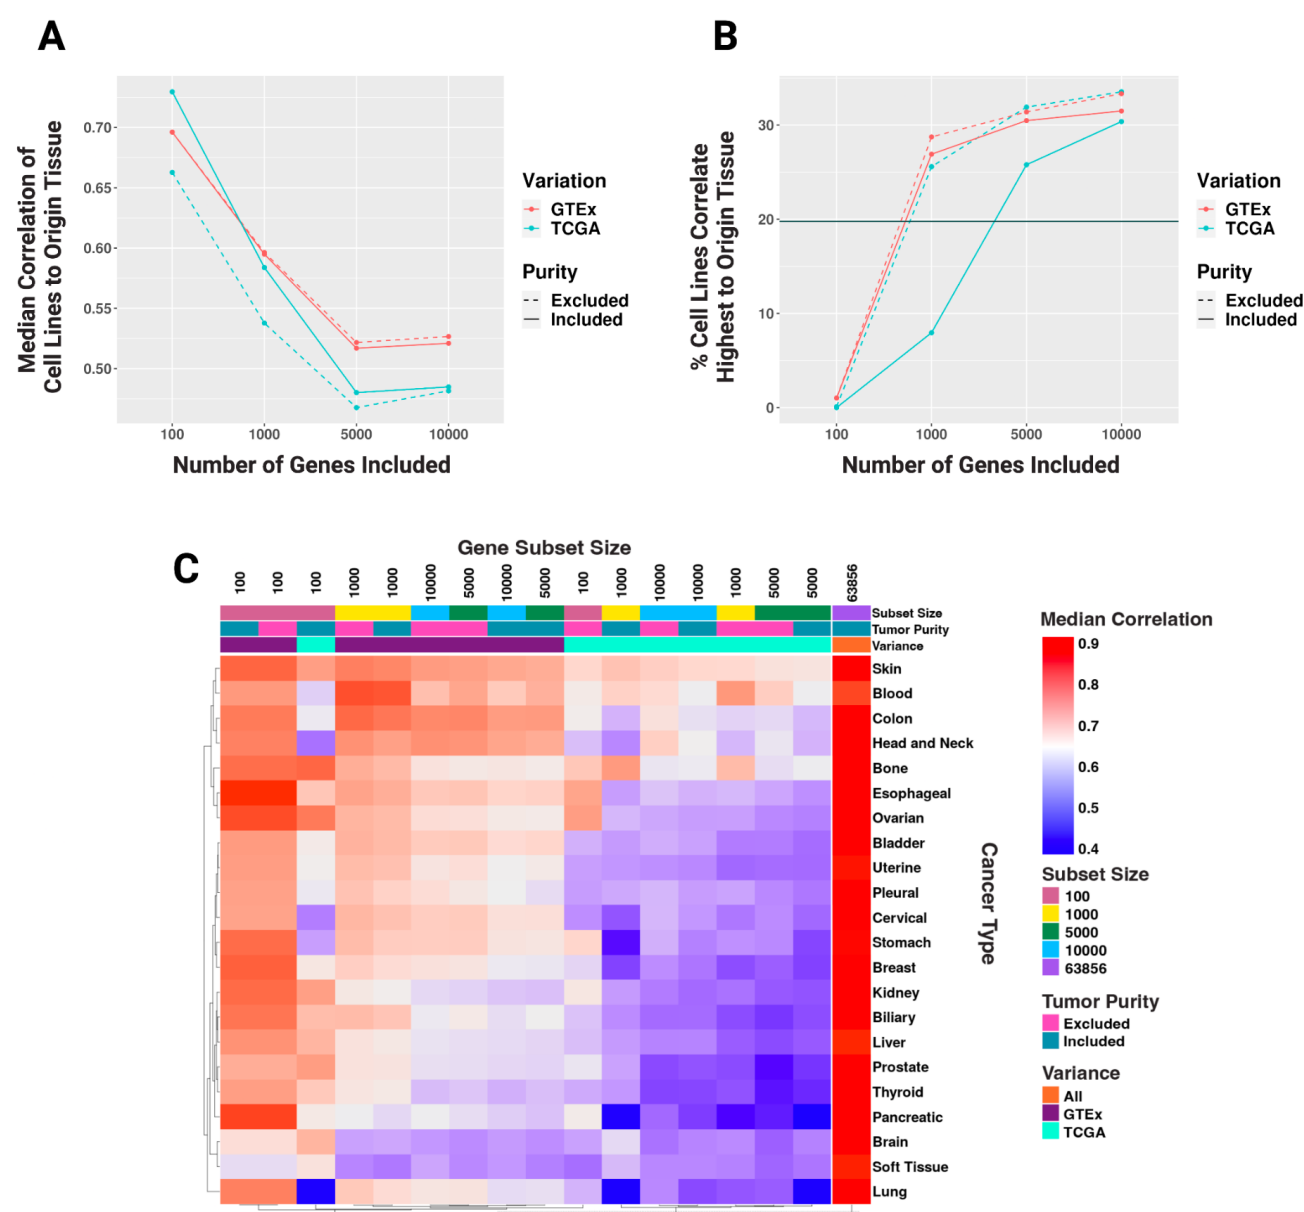 A
Median Correlation of
Cell Lines to Origin Tissue
0.70
0.65
0.60
0.55
0.50
100
1000
5000
10000
Number of Genes Included
Variation
GTEx
TCGA
Purity
Excluded
Included
B
% Cell Lines Correlate
Highest to Origin Tissue
30
20
10
0
100
1000
5000
10000
Number of Genes Included
Variation
GTEx
TCGA
Purity
Excluded
Included
C
Gene Subset Size
100 100 100 1000 1000 10000 5000 10000 5000 100 1000 10000 10000 1000 5000 5000 63856
Subset Size
Tumor Purity
Variance
Skin
Blood
Colon
Head and Neck
Bone
Esophageal
Ovarian
Bladder
Uterine
Pleural
Cervical
Stomach
Breast
Kidney
Biliary
Liver
Prostate
Thyroid
Pancreatic
Brain
Soft Tissue
Lung
Cancer Type
Median Correlation
0.9
0.8
0.7
0.6
0.5
0.4
Subset Size
100
1000
5000
10000
63856
Tumor Purity
Excluded
Included
Variance
All
GTEx
TCGA